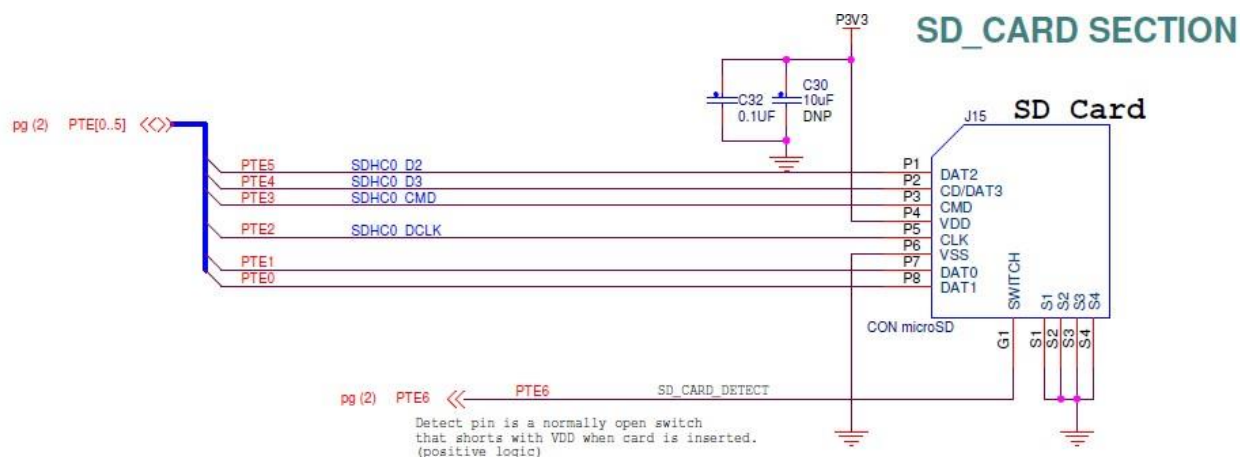 P3V3
SD_CARD SECTION
C32
0.1UF
C30
10uF
DNP
J15
SD Card
pg (2) PTE[0..5]
PTE5 SDHC0_D2 P1 DAT2
PTE4 SDHC0_D3 P2 CD/DAT3
PTE3 SDHC0_CMD P3 CMD
P4 VDD
PTE2 SDHC0_DCLK P5 CLK
P6 VSS
PTE1 P7 DAT0
PTE0 P8 DAT1
SWITCH S1 S2 S3 S4
CON microSD
G1 S1 S2 S3 S4
pg (2) PTE6 PTE6 SD_CARD_DETECT
Detect pin is a normally open switch
that shorts with VDD when card is inserted.
(positive logic)